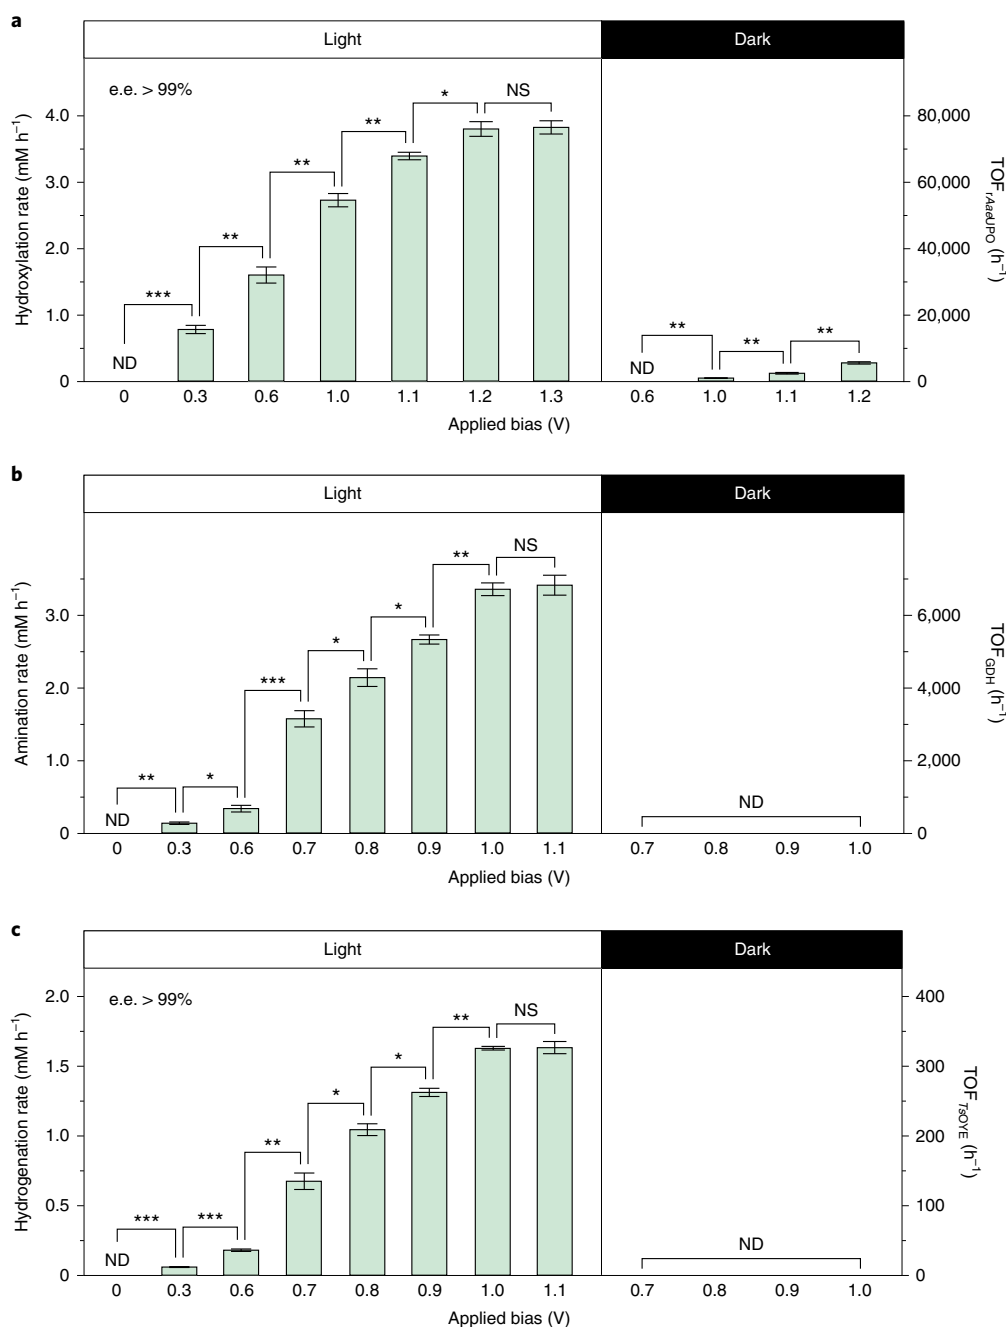 a
Light Dark
e.e. > 99%
Hydroxylation rate (mM h⁻¹)
4.0
3.0
2.0
1.0
0
ND *** ** ** ** * NS
ND ** ** **
80,000
60,000
40,000
20,000
0
TOF rAaeUPO (h⁻¹)
0 0.3 0.6 1.0 1.1 1.2 1.3 0.6 1.0 1.1 1.2
Applied bias (V)
b
Light Dark
Amination rate (mM h⁻¹)
3.0
2.0
1.0
0
ND ** * *** * * ** NS
ND
6,000
4,000
2,000
0
TOF GDH (h⁻¹)
0 0.3 0.6 0.7 0.8 0.9 1.0 1.1 0.7 0.8 0.9 1.0
Applied bias (V)
c
Light Dark
e.e. > 99%
Hydrogenation rate (mM h⁻¹)
2.0
1.5
1.0
0.5
0
ND *** *** ** * * ** NS
ND
400
300
200
100
0
TOF TsOYE (h⁻¹)
0 0.3 0.6 0.7 0.8 0.9 1.0 1.1 0.7 0.8 0.9 1.0
Applied bias (V)